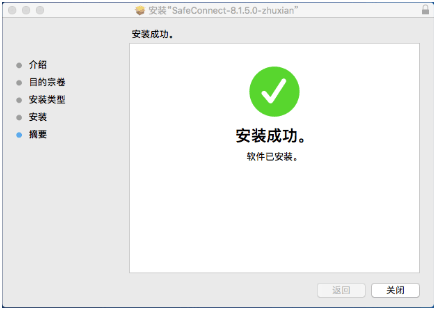 安装"SafeConnect-8.1.5.0-zhuxian"
安装成功。
介绍
目的宗卷
安装类型
安装
摘要
安装成功。
软件已安装。
返回
关闭